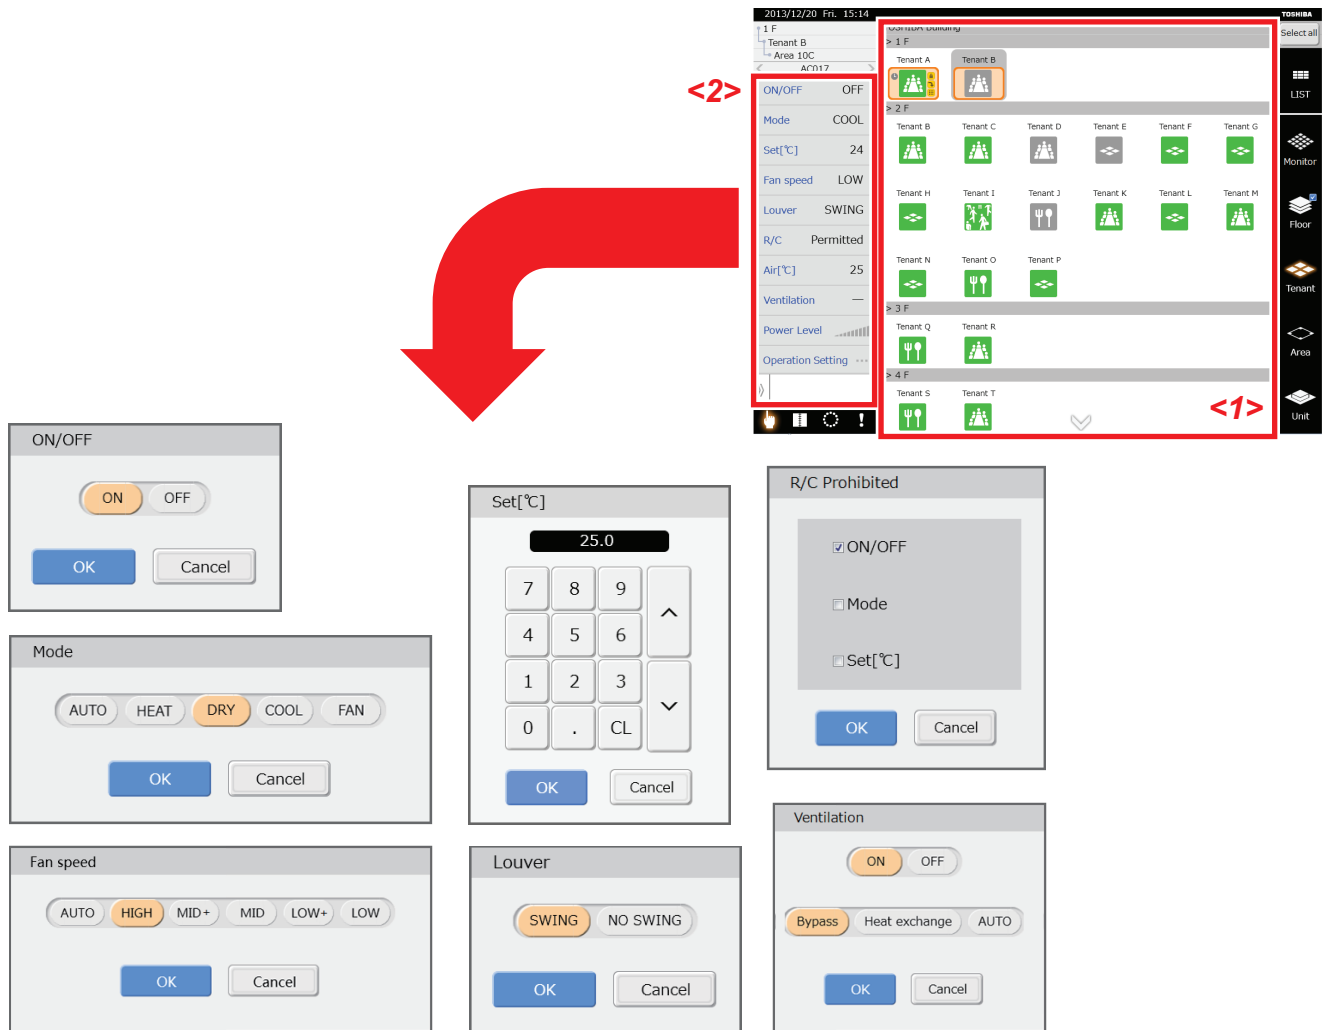 2013/12/20 Fri. 15:14
TOSHIBA
1 F
Tenant B
Area 10C
AC017
<2>
ON/OFF OFF
Mode COOL
Set[℃] 24
Fan speed LOW
Louver SWING
R/C Permitted
Air[℃] 25
Ventilation —
Power Level
Operation Setting ...
OSHIBA Building
> 1 F
Tenant A Tenant B
> 2 F
Tenant B Tenant C Tenant D Tenant E Tenant F Tenant G
Tenant H Tenant I Tenant J Tenant K Tenant L Tenant M
Tenant N Tenant O Tenant P
> 3 F
Tenant Q Tenant R
> 4 F
Tenant S Tenant T
<1>
Select all
LIST
Monitor
Floor
Tenant
Area
Unit
ON/OFF
ON OFF
OK Cancel
Mode
AUTO HEAT DRY COOL FAN
OK Cancel
Fan speed
AUTO HIGH MID+ MID LOW+ LOW
OK Cancel
Set[℃]
25.0
7 8 9
4 5 6
1 2 3
0 . CL
OK Cancel
Louver
SWING NO SWING
OK Cancel
R/C Prohibited
ON/OFF
Mode
Set[℃]
OK Cancel
Ventilation
ON OFF
Bypass Heat exchange AUTO
OK Cancel